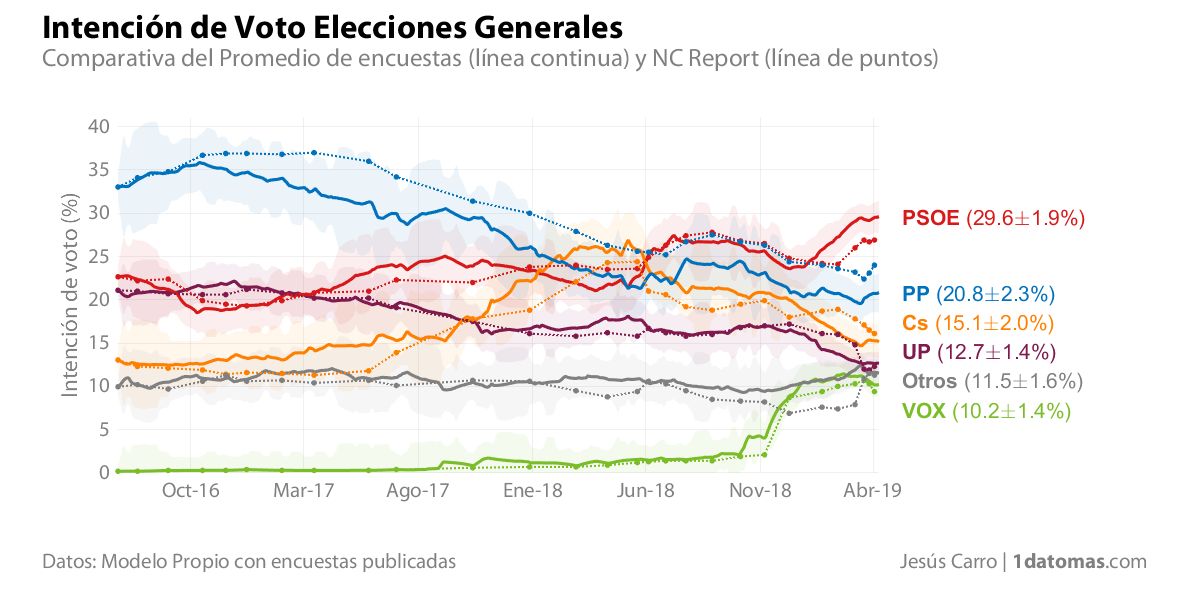 Intención de Voto Elecciones Generales
Comparativa del Promedio de encuestas (línea continua) y NC Report (línea de puntos)
Intención de voto (%)
40
35
30
25
20
15
10
5
0
Oct-16 Mar-17 Ago-17 Ene-18 Jun-18 Nov-18 Abr-19
PSOE (29.6±1.9%)
PP (20.8±2.3%)
Cs (15.1±2.0%)
UP (12.7±1.4%)
Otros (11.5±1.6%)
VOX (10.2±1.4%)
Datos: Modelo Propio con encuestas publicadas
Jesús Carro | 1datomas.com